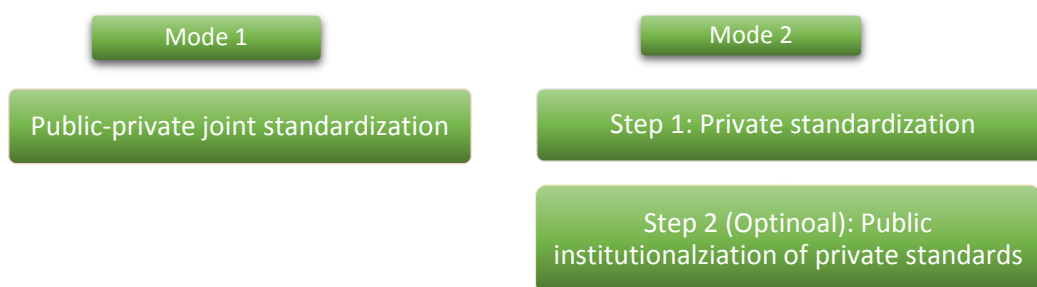 Mode 1
Public-private joint standardization
Mode 2
Step 1: Private standardization
Step 2 (Optinoal): Public
institutionalziation of private standards